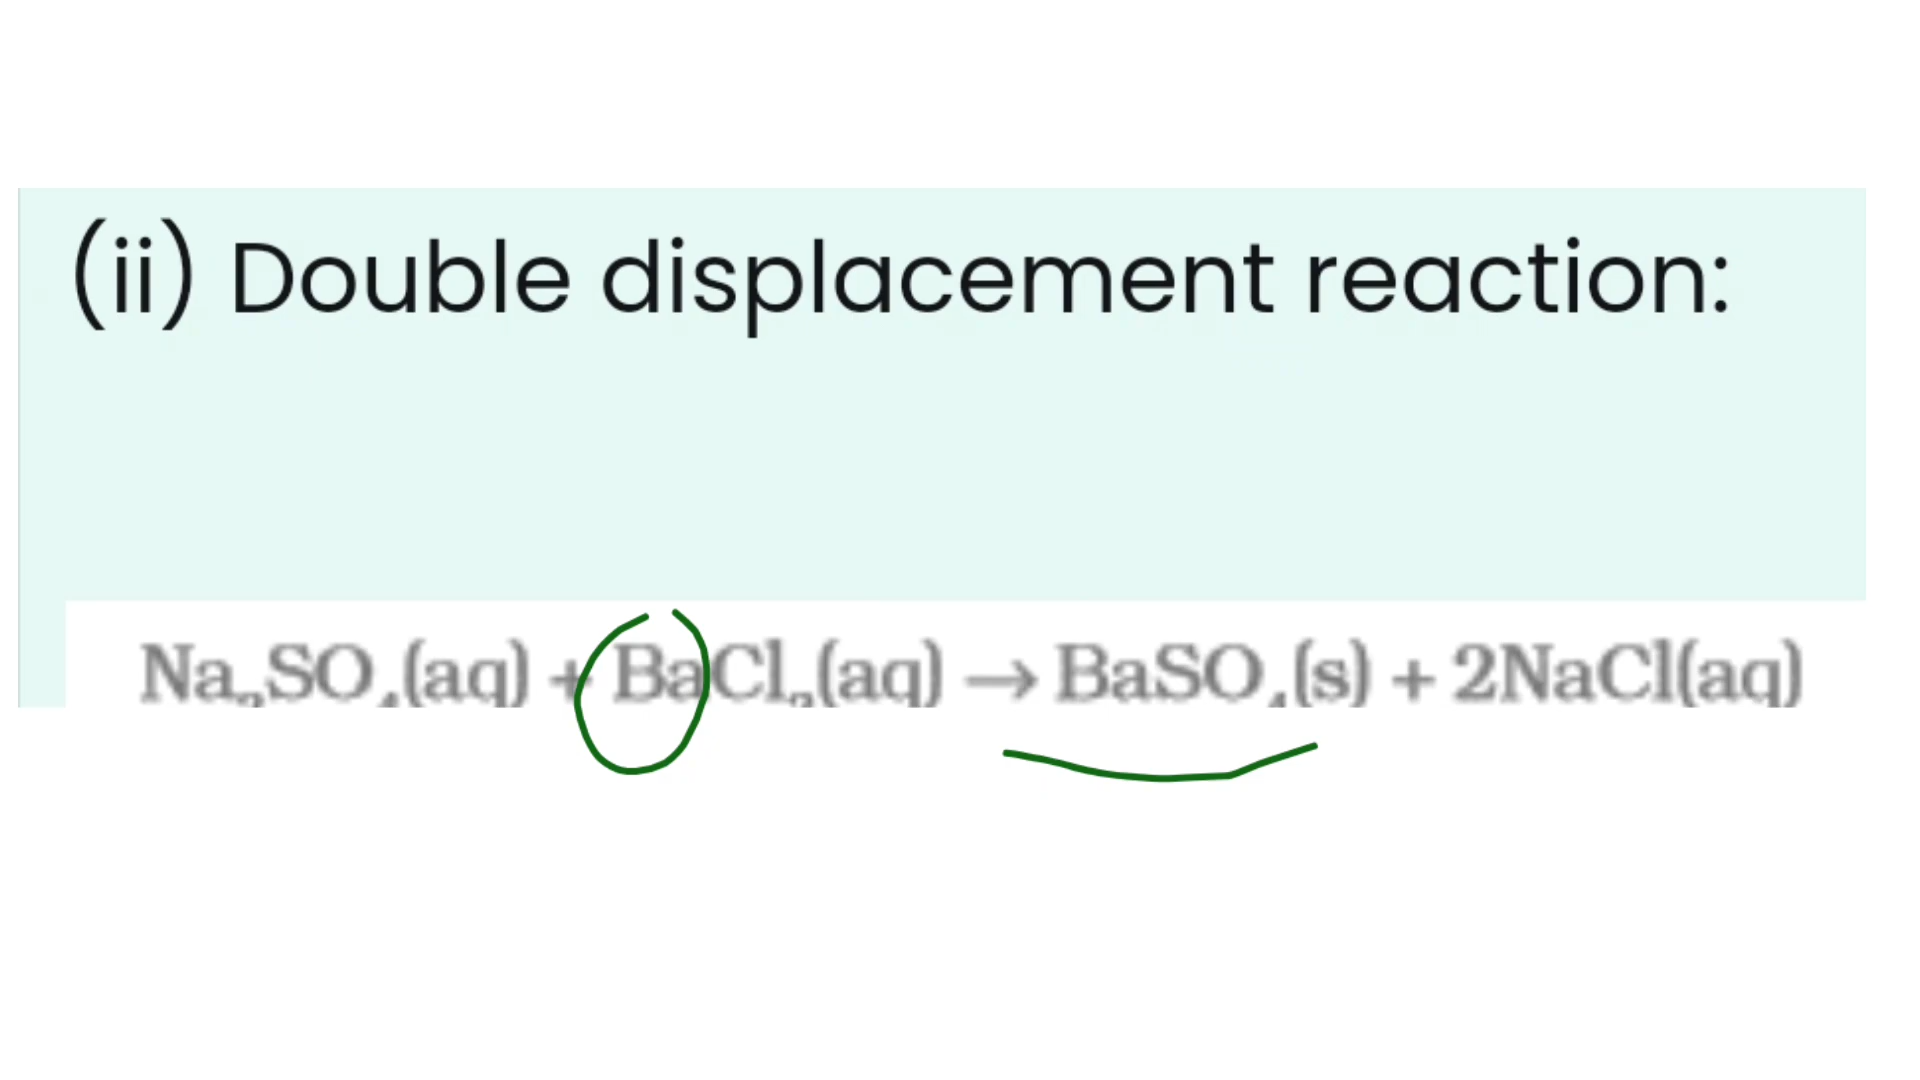 (ii) Double displacement reaction:
Na₂SO₄(aq) + BaCl₂(aq) → BaSO₄(s) + 2NaCl(aq)